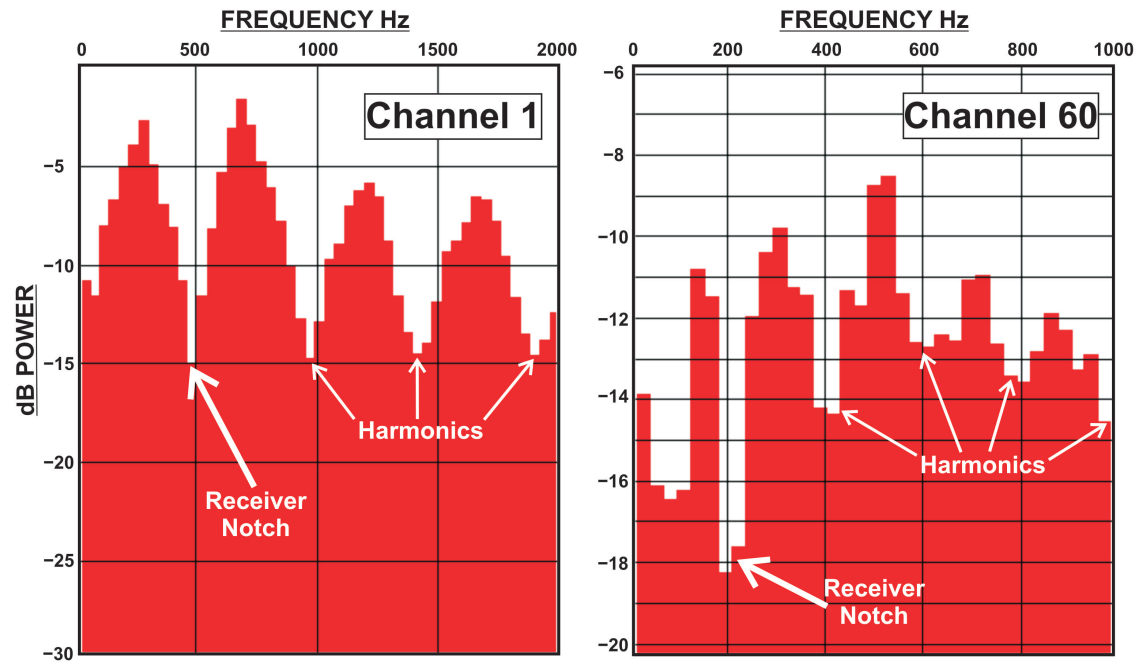 FREQUENCY Hz
0 500 1000 1500 2000
Channel 1
dB POWER
−5
−10
−15
−20
−25
−30
Harmonics
Receiver
Notch
FREQUENCY Hz
0 200 400 600 800 1000
Channel 60
−6
−8
−10
−12
−14
−16
−18
−20
Harmonics
Receiver
Notch